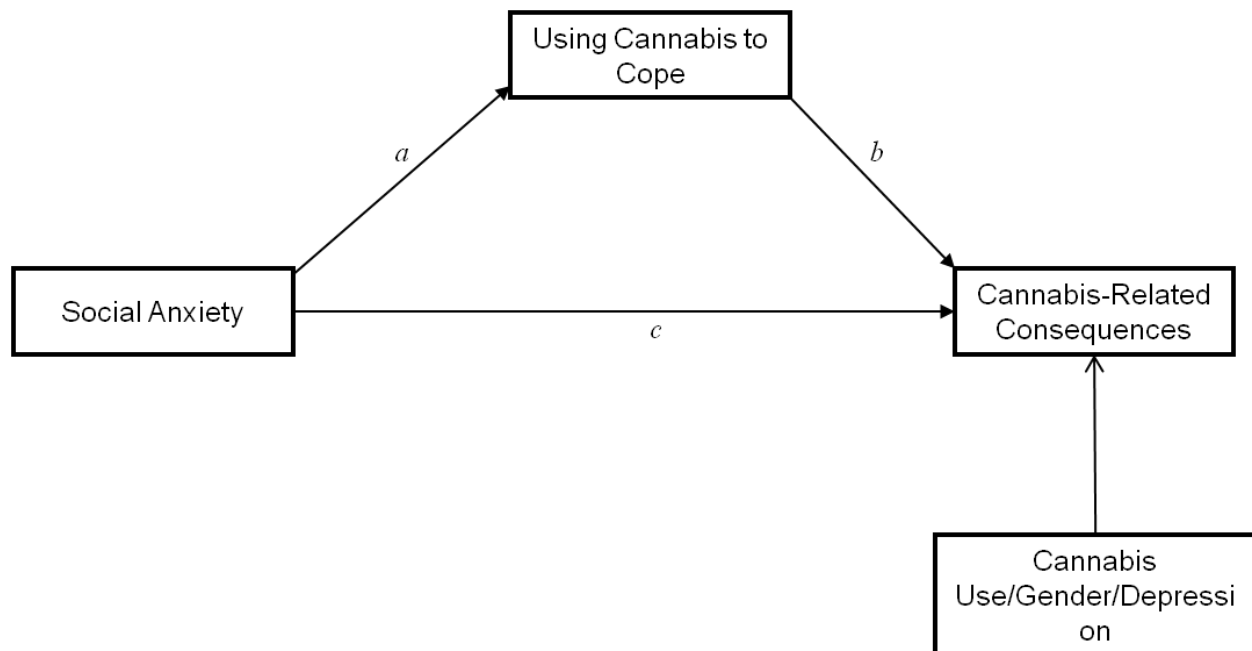 Using Cannabis to
Cope
a
b
Social Anxiety
c
Cannabis-Related
Consequences
Cannabis
Use/Gender/Depressi
on